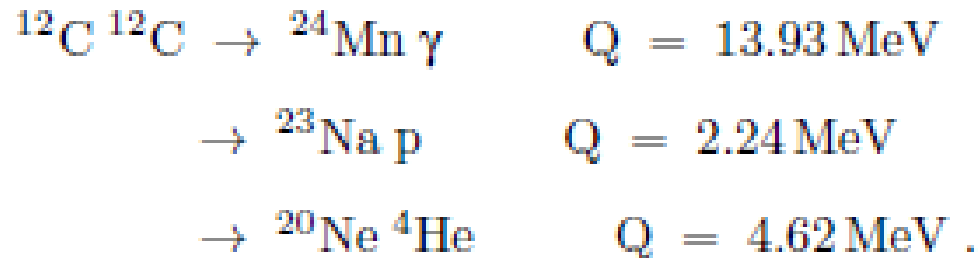 ¹²C ¹²C → ²⁴Mn γ Q = 13.93 MeV
→ ²³Na p Q = 2.24 MeV
→ ²⁰Ne ⁴He Q = 4.62 MeV .